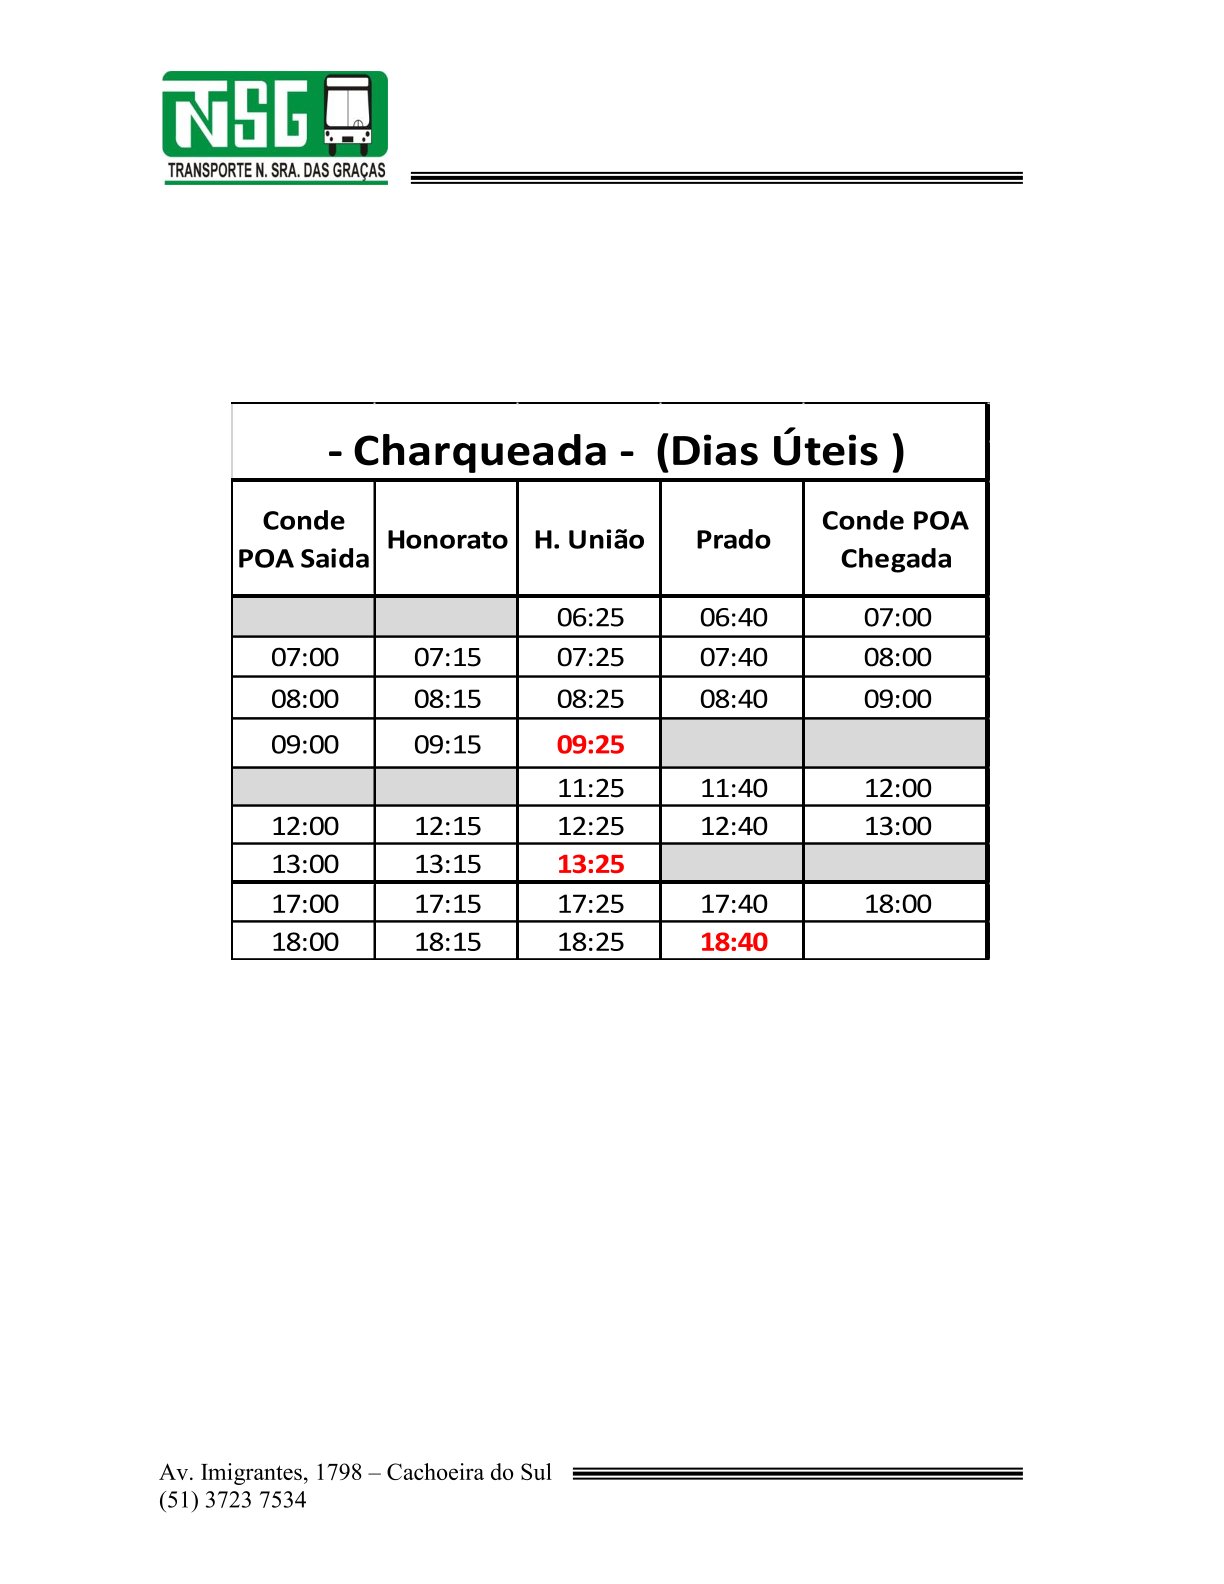 TNSG
TRANSPORTE N. SRA. DAS GRAÇAS
- Charqueada - (Dias Úteis )
Conde POA Saida Honorato H. União Prado Conde POA Chegada
06:25 06:40 07:00
07:00 07:15 07:25 07:40 08:00
08:00 08:15 08:25 08:40 09:00
09:00 09:15 09:25
11:25 11:40 12:00
12:00 12:15 12:25 12:40 13:00
13:00 13:15 13:25
17:00 17:15 17:25 17:40 18:00
18:00 18:15 18:25 18:40
Av. Imigrantes, 1798 – Cachoeira do Sul
(51) 3723 7534